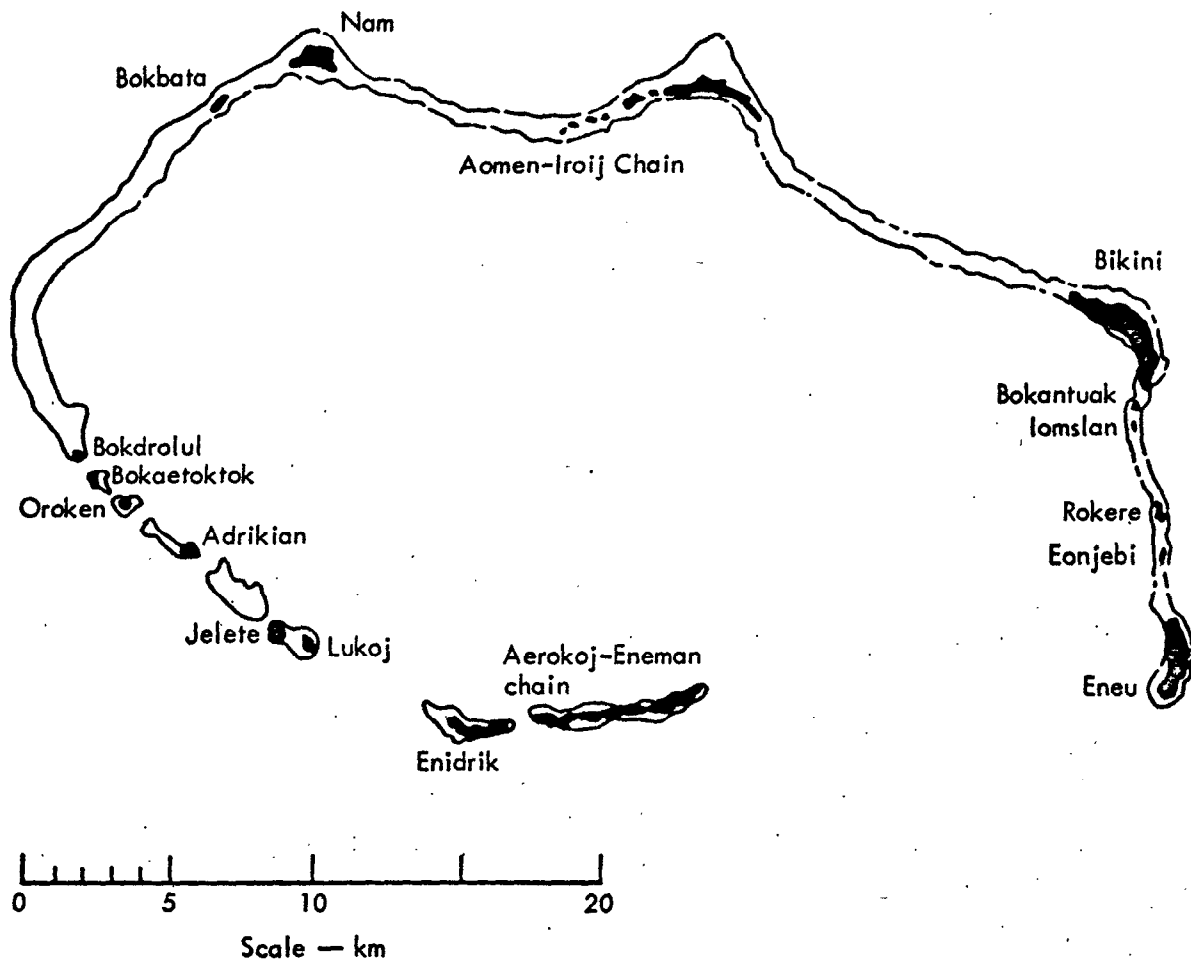 Nam
Bokbata
Aomen-Iroij Chain
Bikini
Bokantuak
Iomslan
Bokdrolul
Bokaetoktok
Oroken
Adrikian
Rokere
Eonjebi
Jelete
Lukoj
Aerokoj-Eneman
chain
Eneu
Enidrik
0 5 10 20
Scale — km